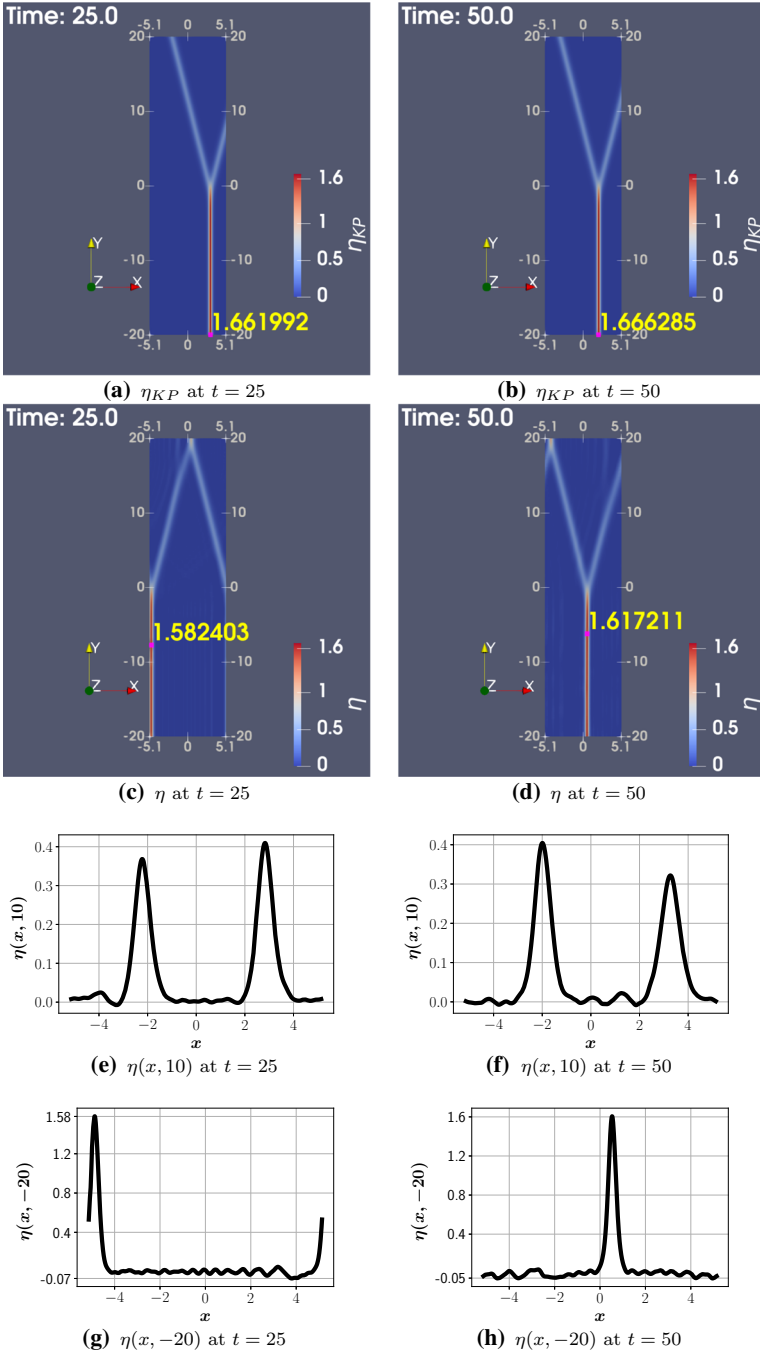 Time: 25.0
-5.1 0 5.1
20 20
10 10
0 0
-10 -10
-20 -20
-5.1 0 5.1
Y
Z X
1.6
1
0.5
0
η_KP
1.661992
(a) η_KP at t = 25
Time: 50.0
-5.1 0 5.1
20 20
10 10
0 0
-10 -10
-20 -20
-5.1 0 5.1
Y
Z X
1.6
1
0.5
0
η_KP
1.666285
(b) η_KP at t = 50
Time: 25.0
-5.1 0 5.1
20 20
10 10
0 0
-10 -10
-20 -20
-5.1 0 5.1
Y
Z X
1.6
1
0.5
0
η
1.582403
(c) η at t = 25
Time: 50.0
-5.1 0 5.1
20 20
10 10
0 0
-10 -10
-20 -20
-5.1 0 5.1
Y
Z X
1.6
1
0.5
0
η
1.617211
(d) η at t = 50
0.4
0.3
0.2
0.1
0.0
η(x, 10)
−4 −2 0 2 4
x
(e) η(x, 10) at t = 25
0.4
0.3
0.2
0.1
0.0
η(x, 10)
−4 −2 0 2 4
x
(f) η(x, 10) at t = 50
1.58
1.2
0.8
0.4
-0.07
η(x, −20)
−4 −2 0 2 4
x
(g) η(x, −20) at t = 25
1.6
1.2
0.8
0.4
-0.05
η(x, −20)
−4 −2 0 2 4
x
(h) η(x, −20) at t = 50